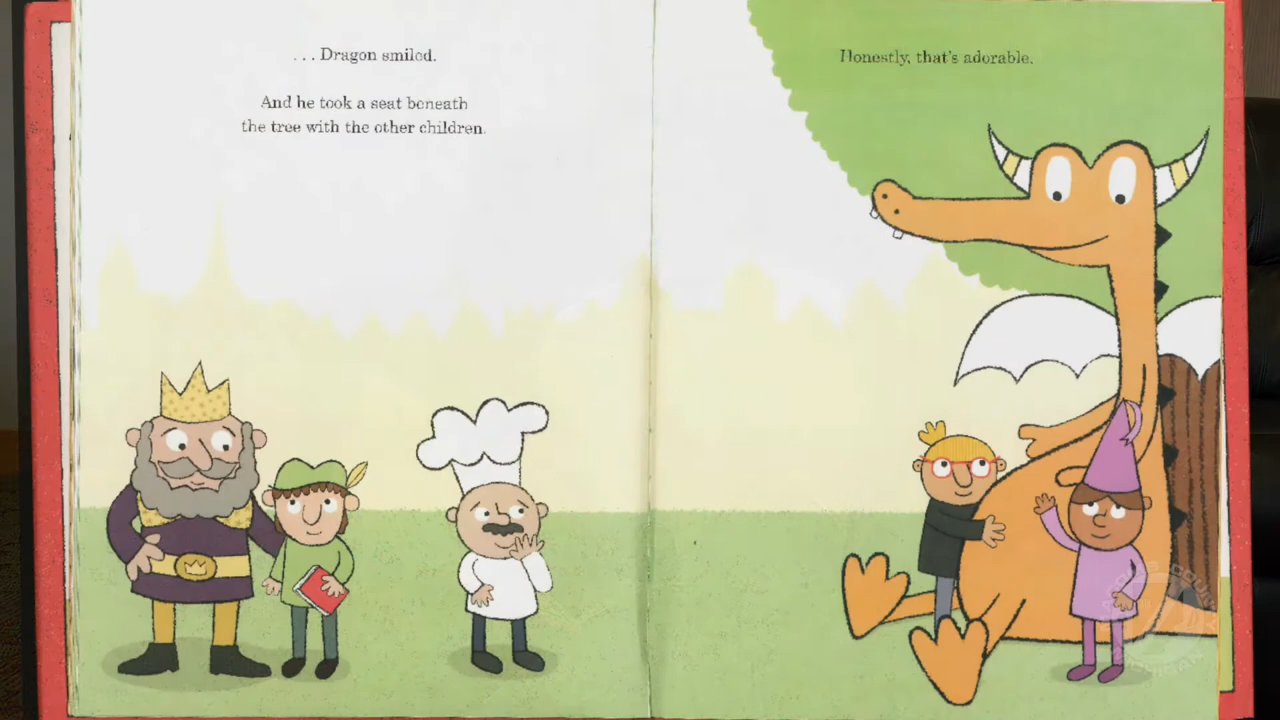 ...Dragon smiled.
And he took a seat beneath
the tree with the other children.
Honestly, that's adorable.